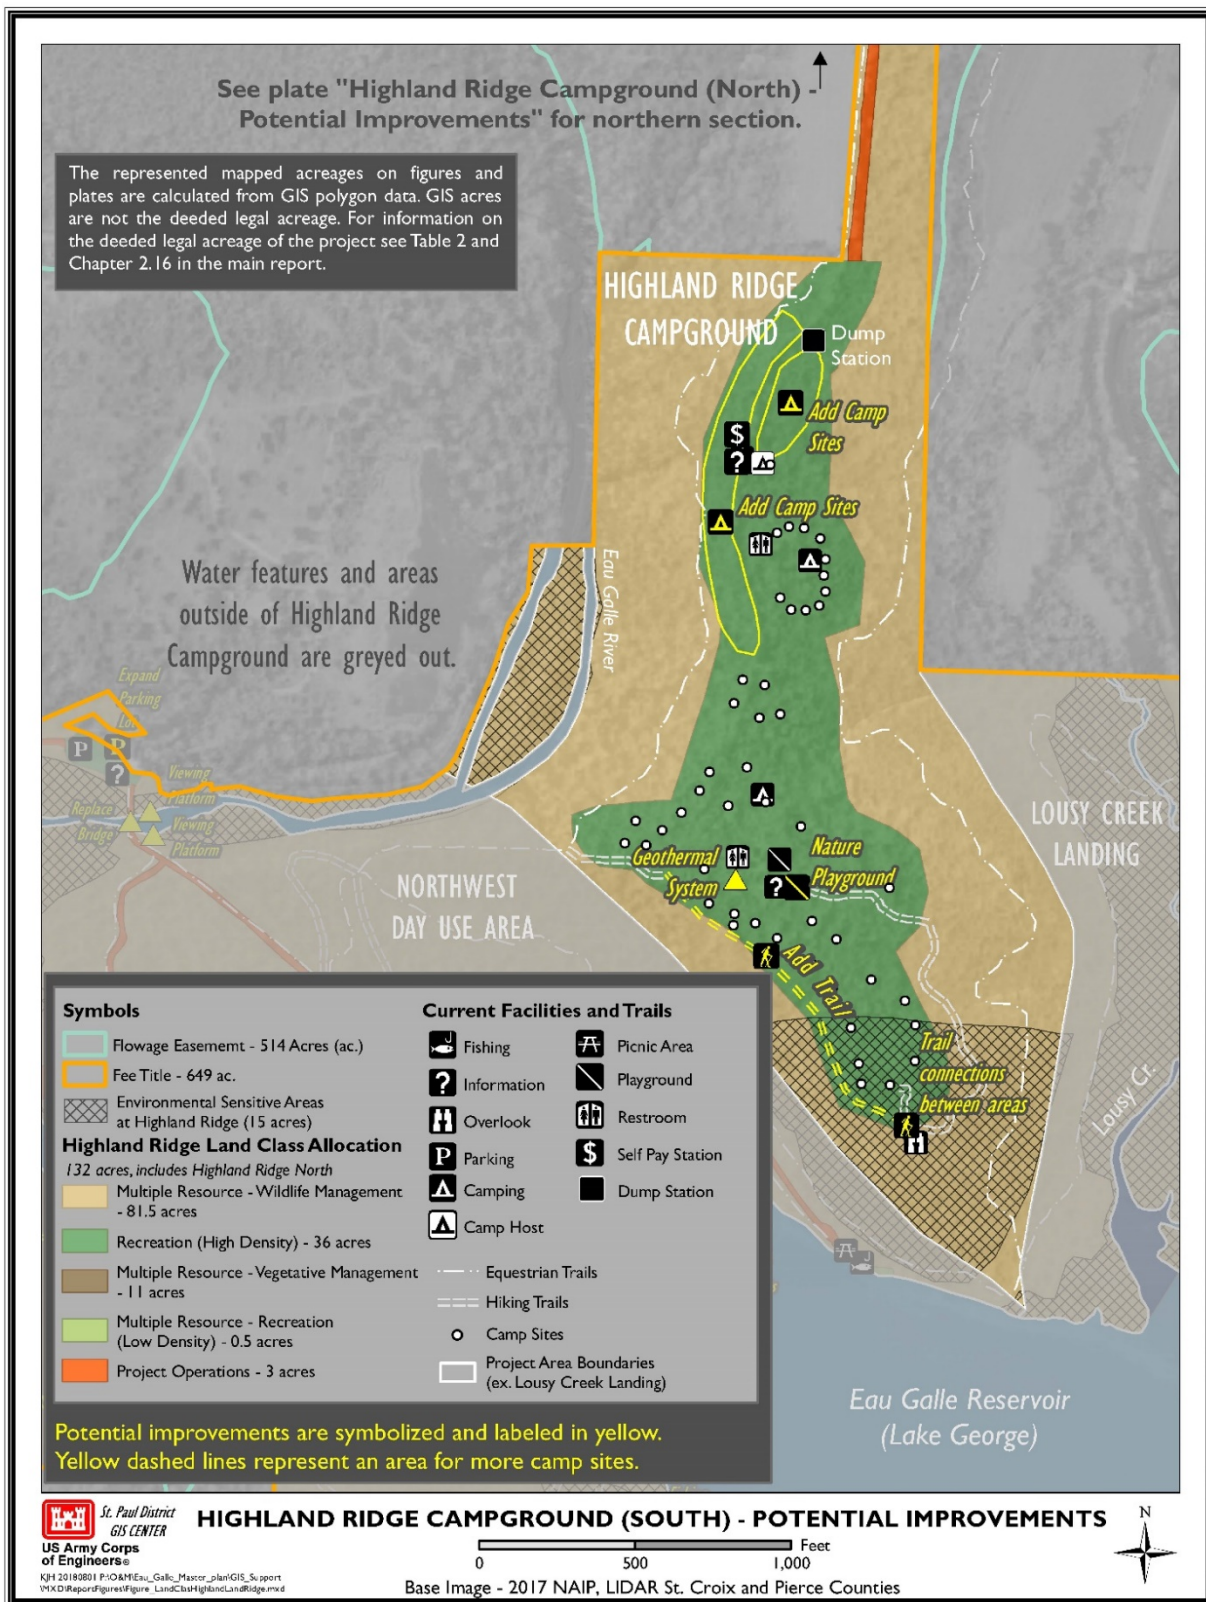 See plate "Highland Ridge Campground (North) -
Potential Improvements" for northern section.
The represented mapped acreages on figures and
plates are calculated from GIS polygon data. GIS acres
are not the deeded legal acreage. For information on
the deeded legal acreage of the project see Table 2 and
Chapter 2.16 in the main report.
HIGHLAND RIDGE
CAMPGROUND
Dump
Station
Add Camp
Sites
$
?
Add Camp Sites
Eau Galle River
Water features and areas
outside of Highland Ridge
Campground are greyed out.
Expand
Parking
Lot
P
P
?
Viewing
Platform
Replace
Bridge
Viewing
Platform
LOUSY CREEK
LANDING
NORTHWEST
DAY USE AREA
Geothermal
System
Nature
Playground
?
Add Trail
Trail
connections
between areas
Lousy Cr.
Symbols
Flowage Easememt - 514 Acres (ac.)
Fee Title - 649 ac.
Environmental Sensitive Areas
at Highland Ridge (15 acres)
Highland Ridge Land Class Allocation
132 acres, includes Highland Ridge North
Multiple Resource - Wildlife Management
- 81.5 acres
Recreation (High Density) - 36 acres
Multiple Resource - Vegetative Management
- 11 acres
Multiple Resource - Recreation
(Low Density) - 0.5 acres
Project Operations - 3 acres
Current Facilities and Trails
Fishing
? Information
Overlook
P Parking
Camping
Camp Host
Picnic Area
Playground
Restroom
$ Self Pay Station
Dump Station
Equestrian Trails
Hiking Trails
Camp Sites
Project Area Boundaries
(ex. Lousy Creek Landing)
Potential improvements are symbolized and labeled in yellow.
Yellow dashed lines represent an area for more camp sites.
Eau Galle Reservoir
(Lake George)
St. Paul District
GIS CENTER
US Army Corps
of Engineers®
KJH 20180801 P:\O&M\Eau_Galle_Master_plan\GIS_Support
\MXD\ReportFigures\Figure_LandClasHighlandLandRidge.mxd
HIGHLAND RIDGE CAMPGROUND (SOUTH) - POTENTIAL IMPROVEMENTS
Feet
0 500 1,000
Base Image - 2017 NAIP, LIDAR St. Croix and Pierce Counties
N